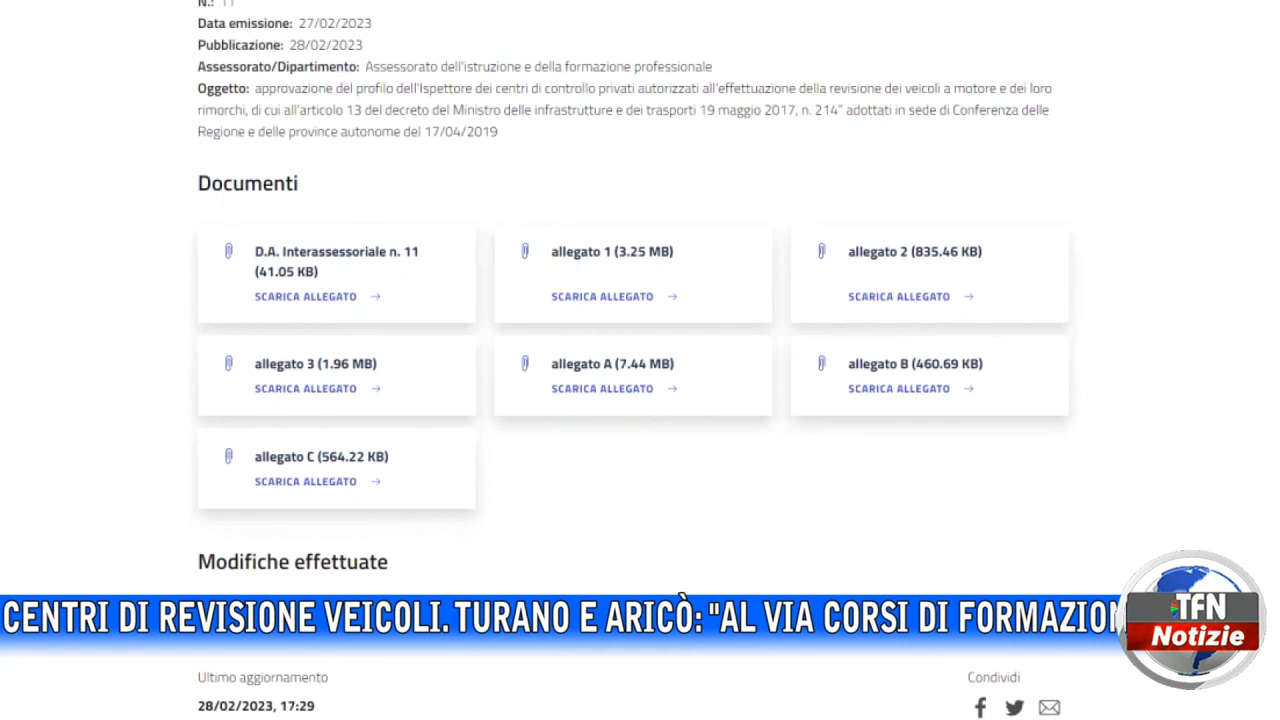 N.: 11
Data emissione: 27/02/2023
Pubblicazione: 28/02/2023
Assessorato/Dipartimento: Assessorato dell'istruzione e della formazione professionale
Oggetto: approvazione del profilo dell'Ispettore dei centri di controllo privati autorizzati all'effettuazione della revisione dei veicoli a motore e dei loro
rimorchi, di cui all'articolo 13 del decreto del Ministro delle infrastrutture e dei trasporti 19 maggio 2017, n. 214" adottati in sede di Conferenza delle
Regione e delle province autonome del 17/04/2019
Documenti
D.A. Interassessoriale n. 11
(41.05 KB)
SCARICA ALLEGATO →
allegato 1 (3.25 MB)
SCARICA ALLEGATO →
allegato 2 (835.46 KB)
SCARICA ALLEGATO →
allegato 3 (1.96 MB)
SCARICA ALLEGATO →
allegato A (7.44 MB)
SCARICA ALLEGATO →
allegato B (460.69 KB)
SCARICA ALLEGATO →
allegato C (564.22 KB)
SCARICA ALLEGATO →
Modifiche effettuate
CENTRI DI REVISIONE VEICOLI. TURANO E ARICÒ: "AL VIA CORSI DI FORMAZION
TFN
Notizie
Ultimo aggiornamento
28/02/2023, 17:29
Condividi